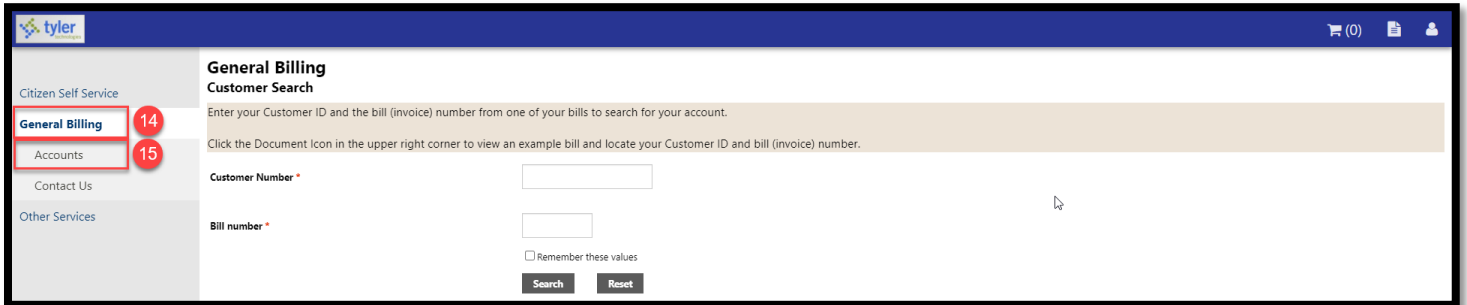 tyler
technologies
(0)
Citizen Self Service
General Billing
14
Accounts
15
Contact Us
Other Services
General Billing
Customer Search
Enter your Customer ID and the bill (invoice) number from one of your bills to search for your account.
Click the Document Icon in the upper right corner to view an example bill and locate your Customer ID and bill (invoice) number.
Customer Number *
Bill number *
Remember these values
Search Reset